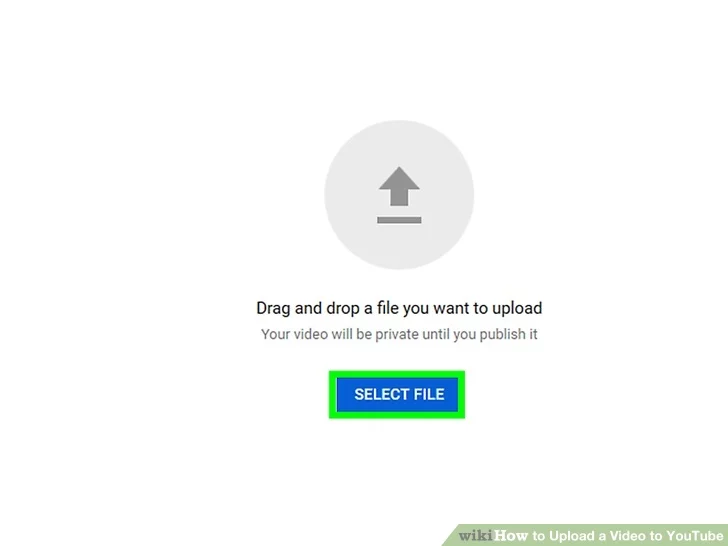 Drag and drop a file you want to upload
Your video will be private until you publish it
SELECT FILE
wikiHow to Upload a Video to YouTube